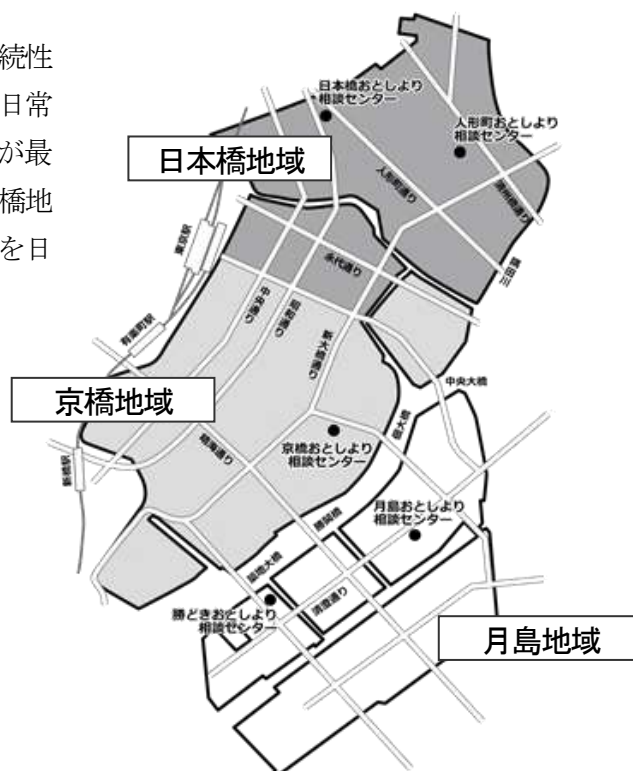 続性
日常
が最
橋地
を日
日本橋おとしより
相談センター
人形町おとしより
相談センター
日本橋地域
人形町通り
清洲橋通り
隅田川
東京駅
永代通り
中央通り
昭和通り
新大橋通り
有楽町駅
中央大橋
京橋地域
佃大橋
新橋駅
晴海通り
京橋おとしより
相談センター
月島おとしより
相談センター
勝鬨橋
築地大橋
清澄通り
勝どきおとしより
相談センター
月島地域